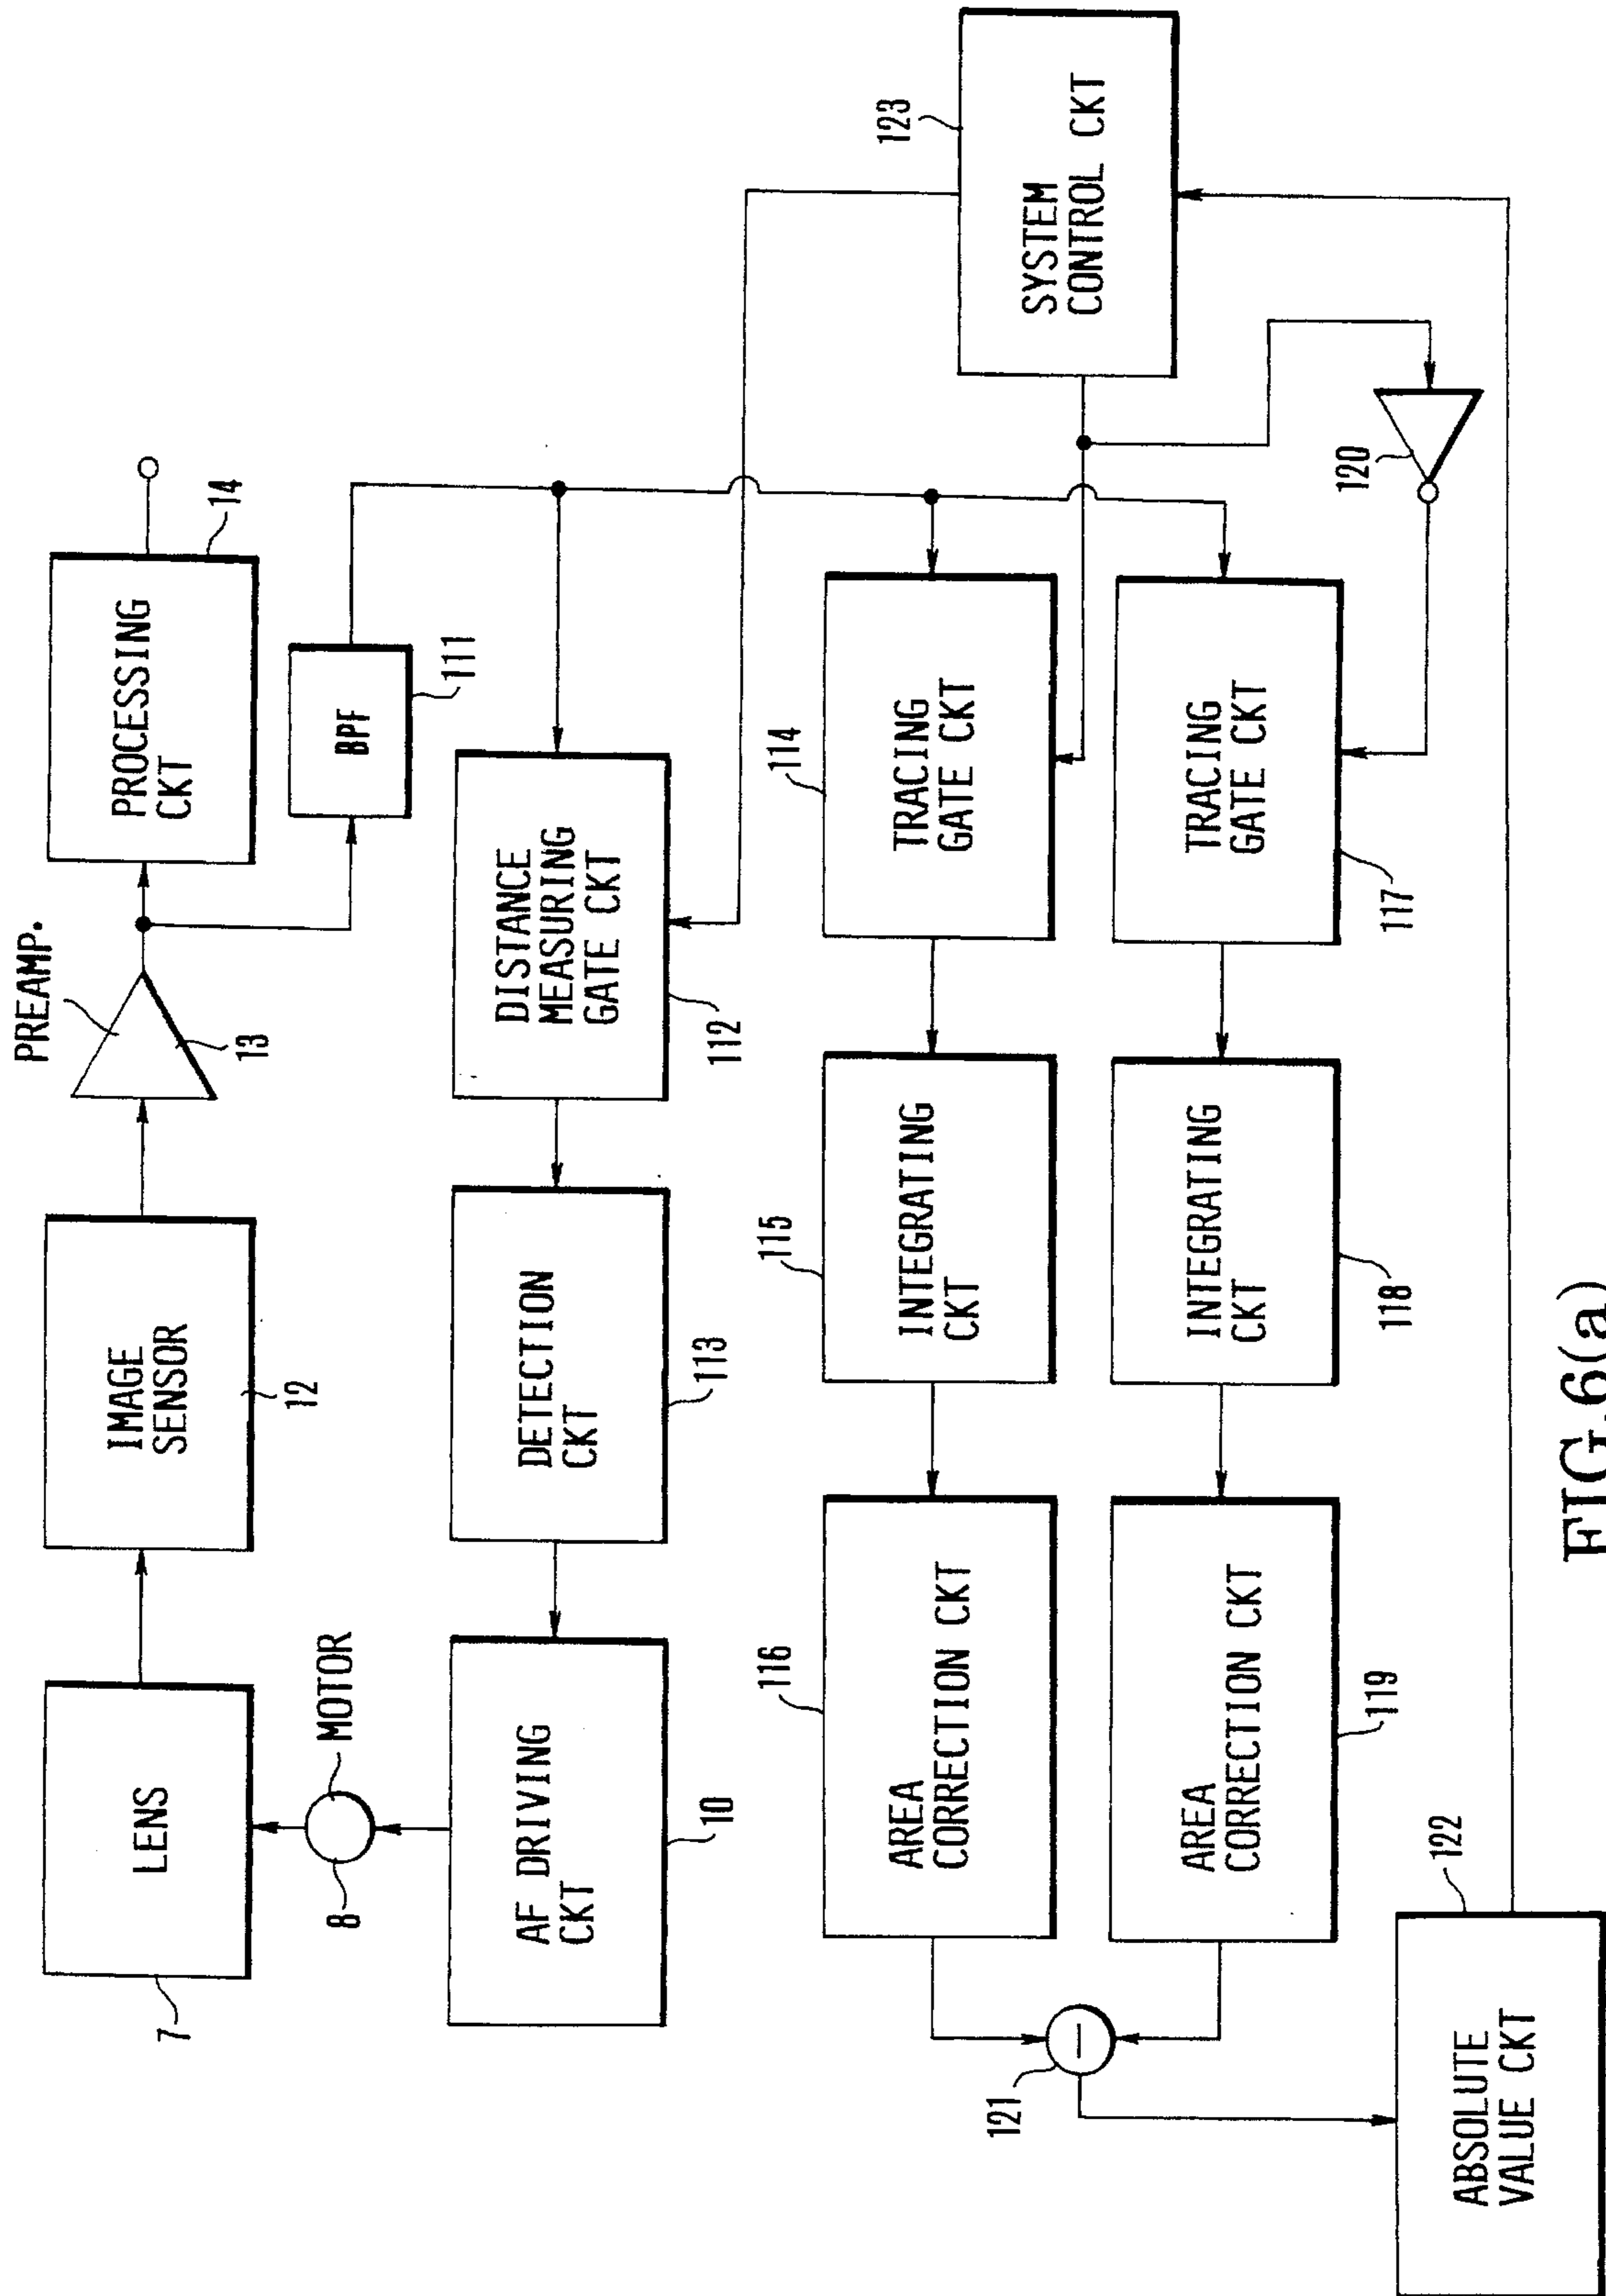 PREAMP.
LENS
7
IMAGE
SENSOR
12
13
PROCESSING
CKT
14
MOTOR
8
BPF
111
AF DRIVING
CKT
10
DETECTION
CKT
113
DISTANCE
MEASURING
GATE CKT
112
AREA
CORRECTION CKT
116
INTEGRATING
CKT
115
TRACING
GATE CKT
114
SYSTEM
CONTROL CKT
123
AREA
CORRECTION CKT
119
INTEGRATING
CKT
118
TRACING
GATE CKT
117
120
121
ABSOLUTE
VALUE CKT
122
FIG.6(a)